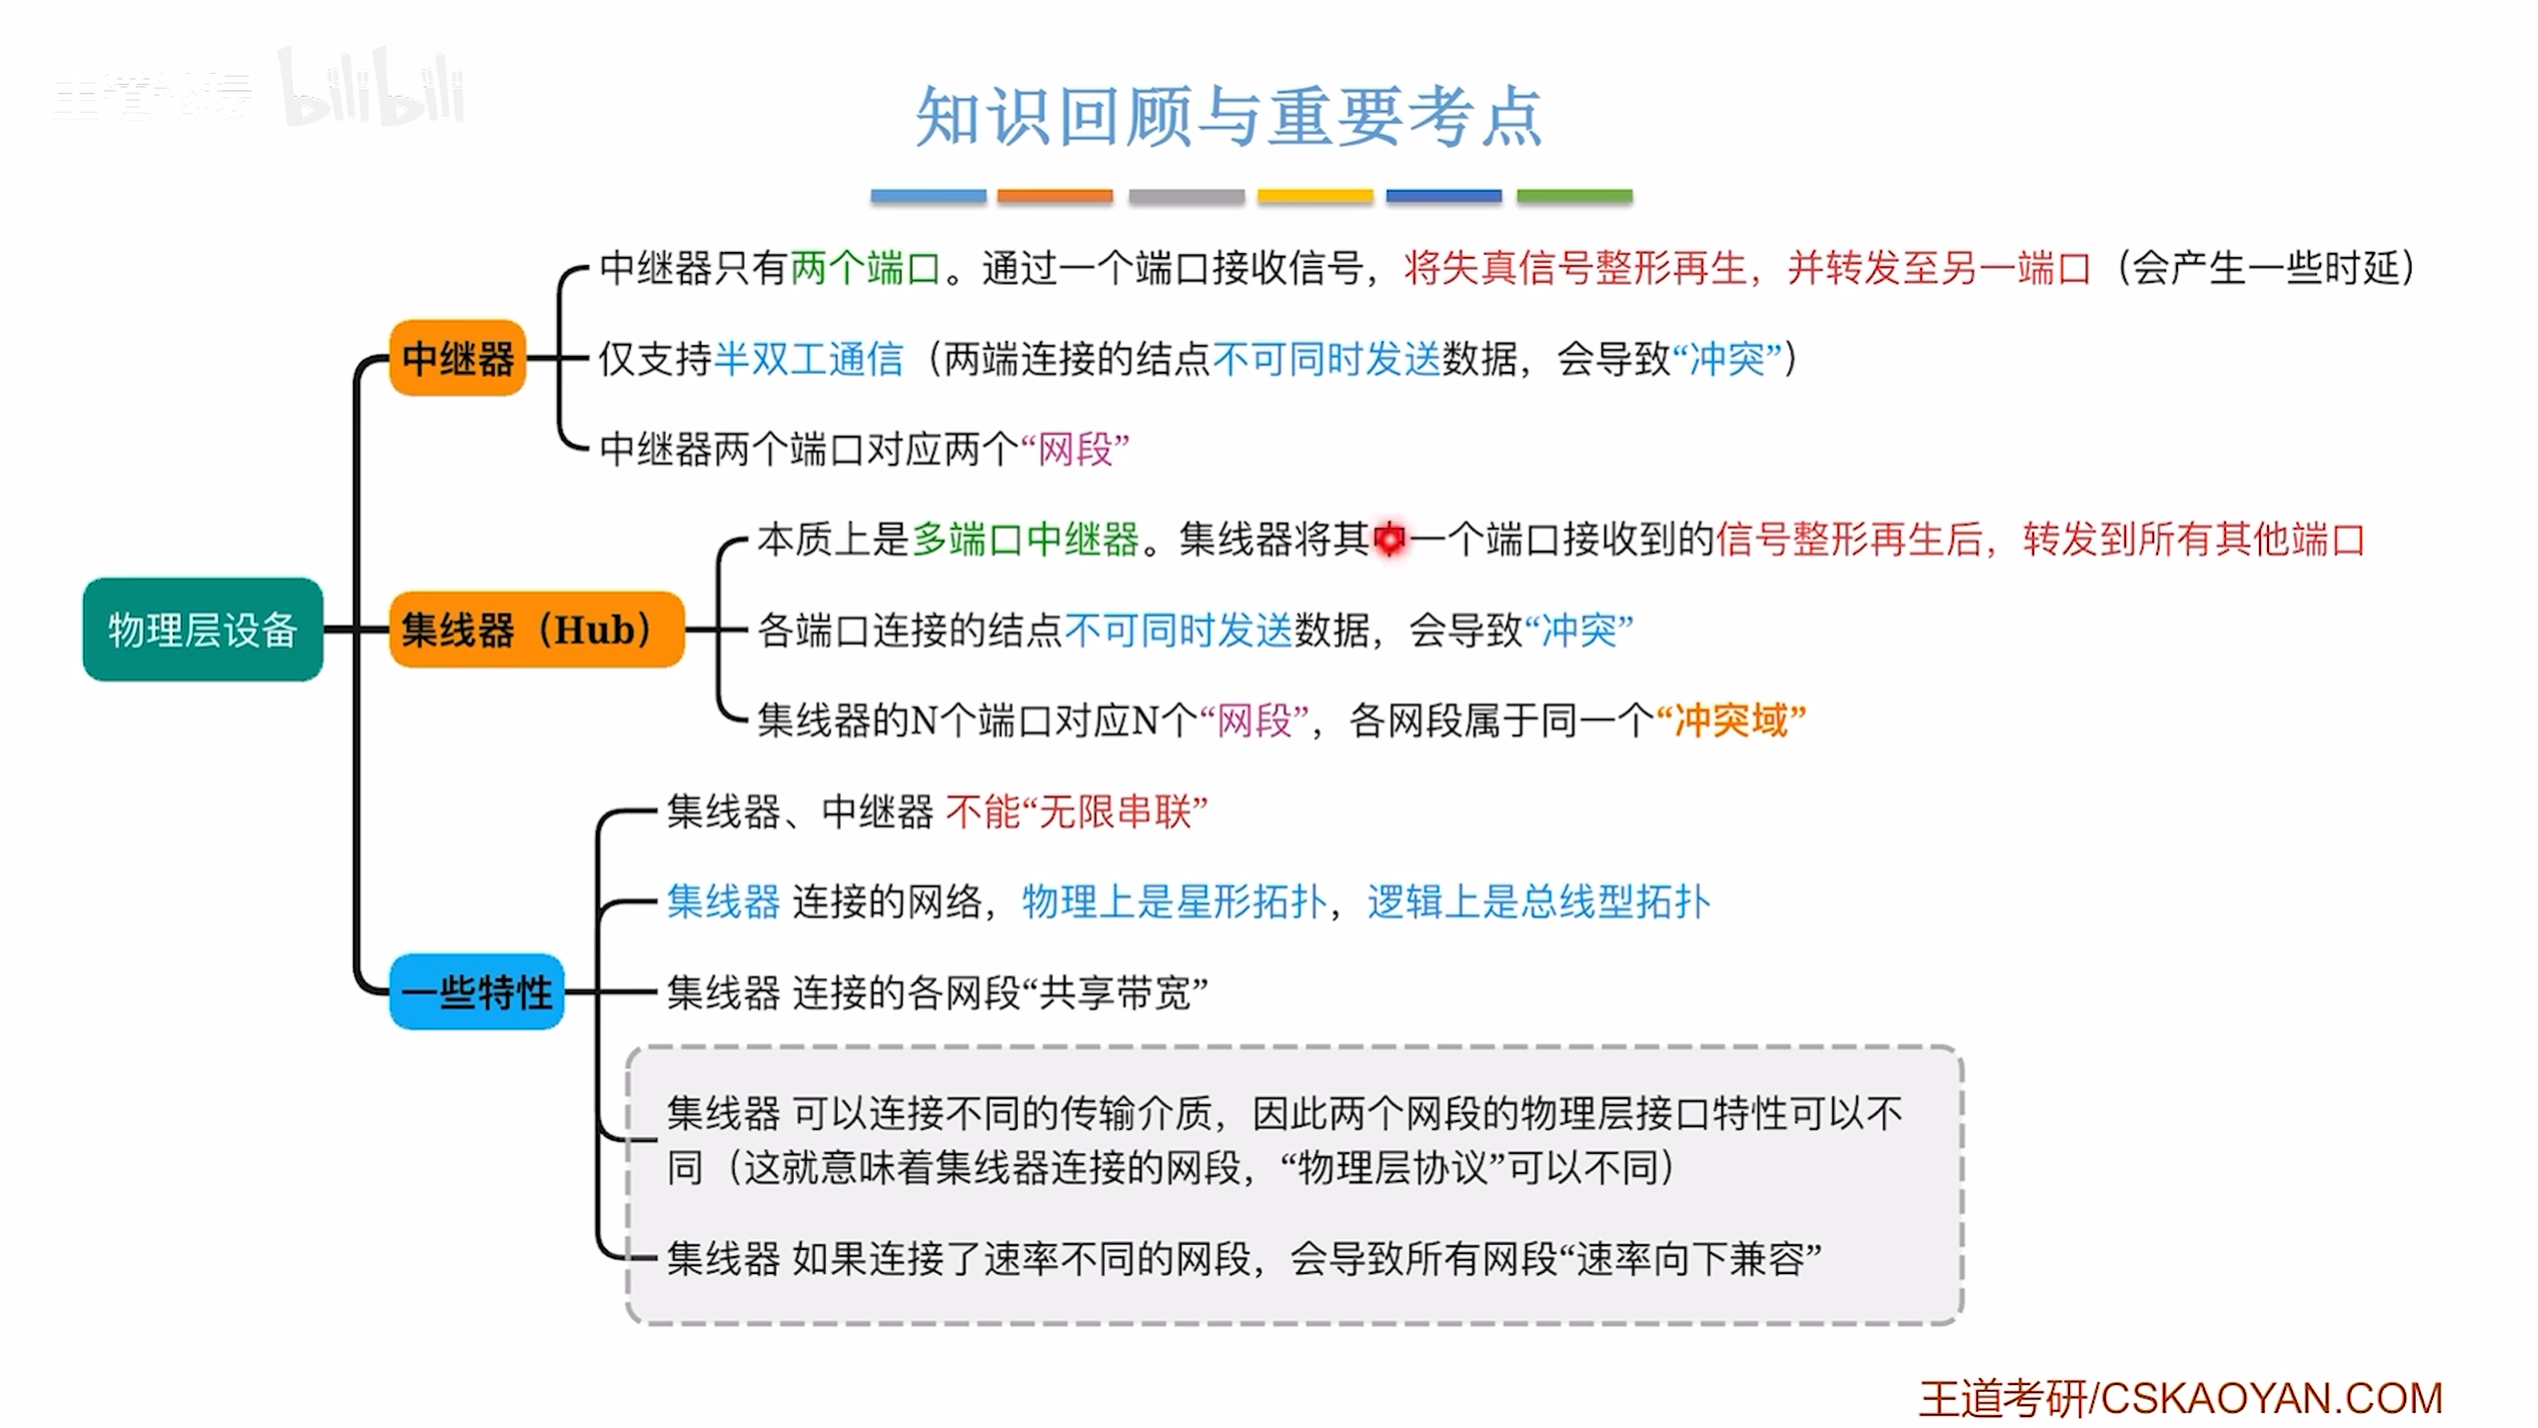 王道论坛 bilibili
知识回顾与重要考点
中继器只有两个端口。通过一个端口接收信号，将失真信号整形再生，并转发至另一端口（会产生一些时延）
中继器
仅支持半双工通信（两端连接的结点不可同时发送数据，会导致“冲突”）
中继器两个端口对应两个“网段”
本质上是多端口中继器。集线器将其中一个端口接收到的信号整形再生后，转发到所有其他端口
物理层设备
集线器（Hub）
各端口连接的结点不可同时发送数据，会导致“冲突”
集线器的N个端口对应N个“网段”，各网段属于同一个“冲突域”
集线器、中继器 不能“无限串联”
集线器 连接的网络，物理上是星形拓扑，逻辑上是总线型拓扑
一些特性
集线器 连接的各网段“共享带宽”
集线器 可以连接不同的传输介质，因此两个网段的物理层接口特性可以不
同（这就意味着集线器连接的网段，“物理层协议”可以不同）
集线器 如果连接了速率不同的网段，会导致所有网段“速率向下兼容”
王道考研/CSKAOYAN.COM